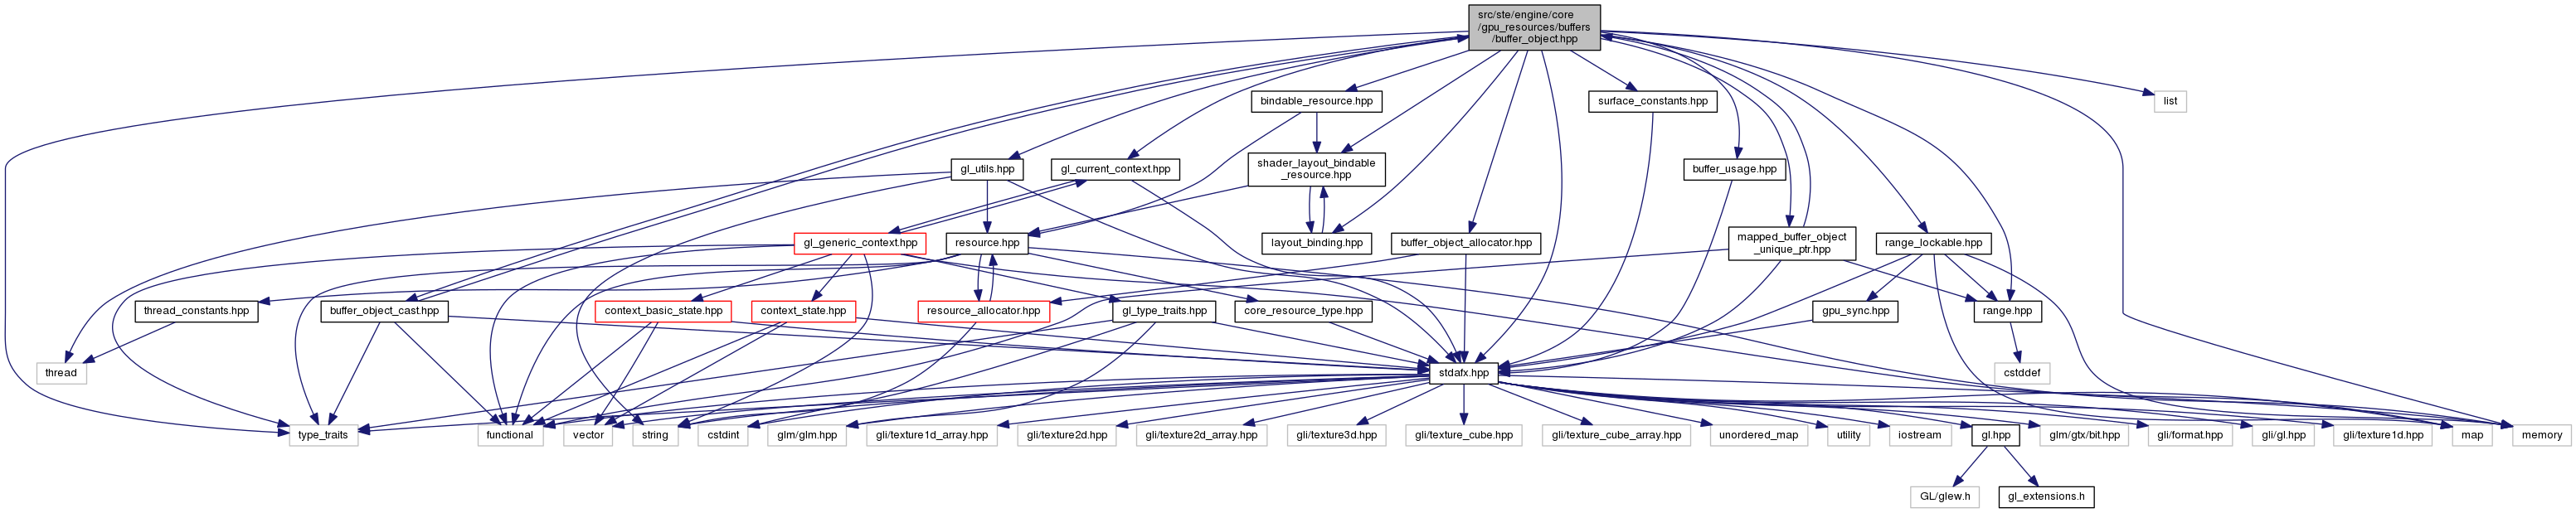 src/ste/engine/core
/gpu_resources/buffers
/buffer_object.hpp
bindable_resource.hpp
surface_constants.hpp
list
gl_utils.hpp
gl_current_context.hpp
shader_layout_bindable
_resource.hpp
buffer_usage.hpp
gl_generic_context.hpp
resource.hpp
layout_binding.hpp
buffer_object_allocator.hpp
mapped_buffer_object
_unique_ptr.hpp
range_lockable.hpp
thread_constants.hpp
buffer_object_cast.hpp
context_basic_state.hpp
context_state.hpp
resource_allocator.hpp
gl_type_traits.hpp
core_resource_type.hpp
gpu_sync.hpp
range.hpp
thread
stdafx.hpp
cstddef
type_traits
functional
vector
string
cstdint
glm/glm.hpp
gli/texture1d_array.hpp
gli/texture2d.hpp
gli/texture2d_array.hpp
gli/texture3d.hpp
gli/texture_cube.hpp
gli/texture_cube_array.hpp
unordered_map
utility
iostream
gl.hpp
glm/gtx/bit.hpp
gli/format.hpp
gli/gl.hpp
gli/texture1d.hpp
map
memory
GL/glew.h
gl_extensions.h